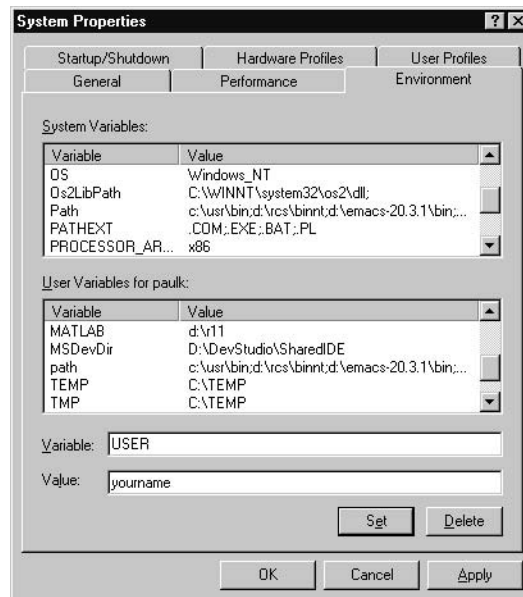 System Properties
Startup/Shutdown Hardware Profiles User Profiles
General Performance Environment
System Variables:
Variable Value
OS Windows_NT
Os2LibPath C:\WINNT\system32\os2\dll;
Path c:\usr\bin;d:\rcs\binnt;d:\emacs-20.3.1\bin;...
PATHEXT .COM;.EXE;.BAT;.PL
PROCESSOR_AR... x86
User Variables for paulk:
Variable Value
MATLAB d:\r11
MSDevDir D:\DevStudio\SharedIDE
path c:\usr\bin;d:\rcs\binnt;d:\emacs-20.3.1\bin;...
TEMP C:\TEMP
TMP C:\TEMP
Variable: USER
Value: yourname
Set Delete
OK Cancel Apply